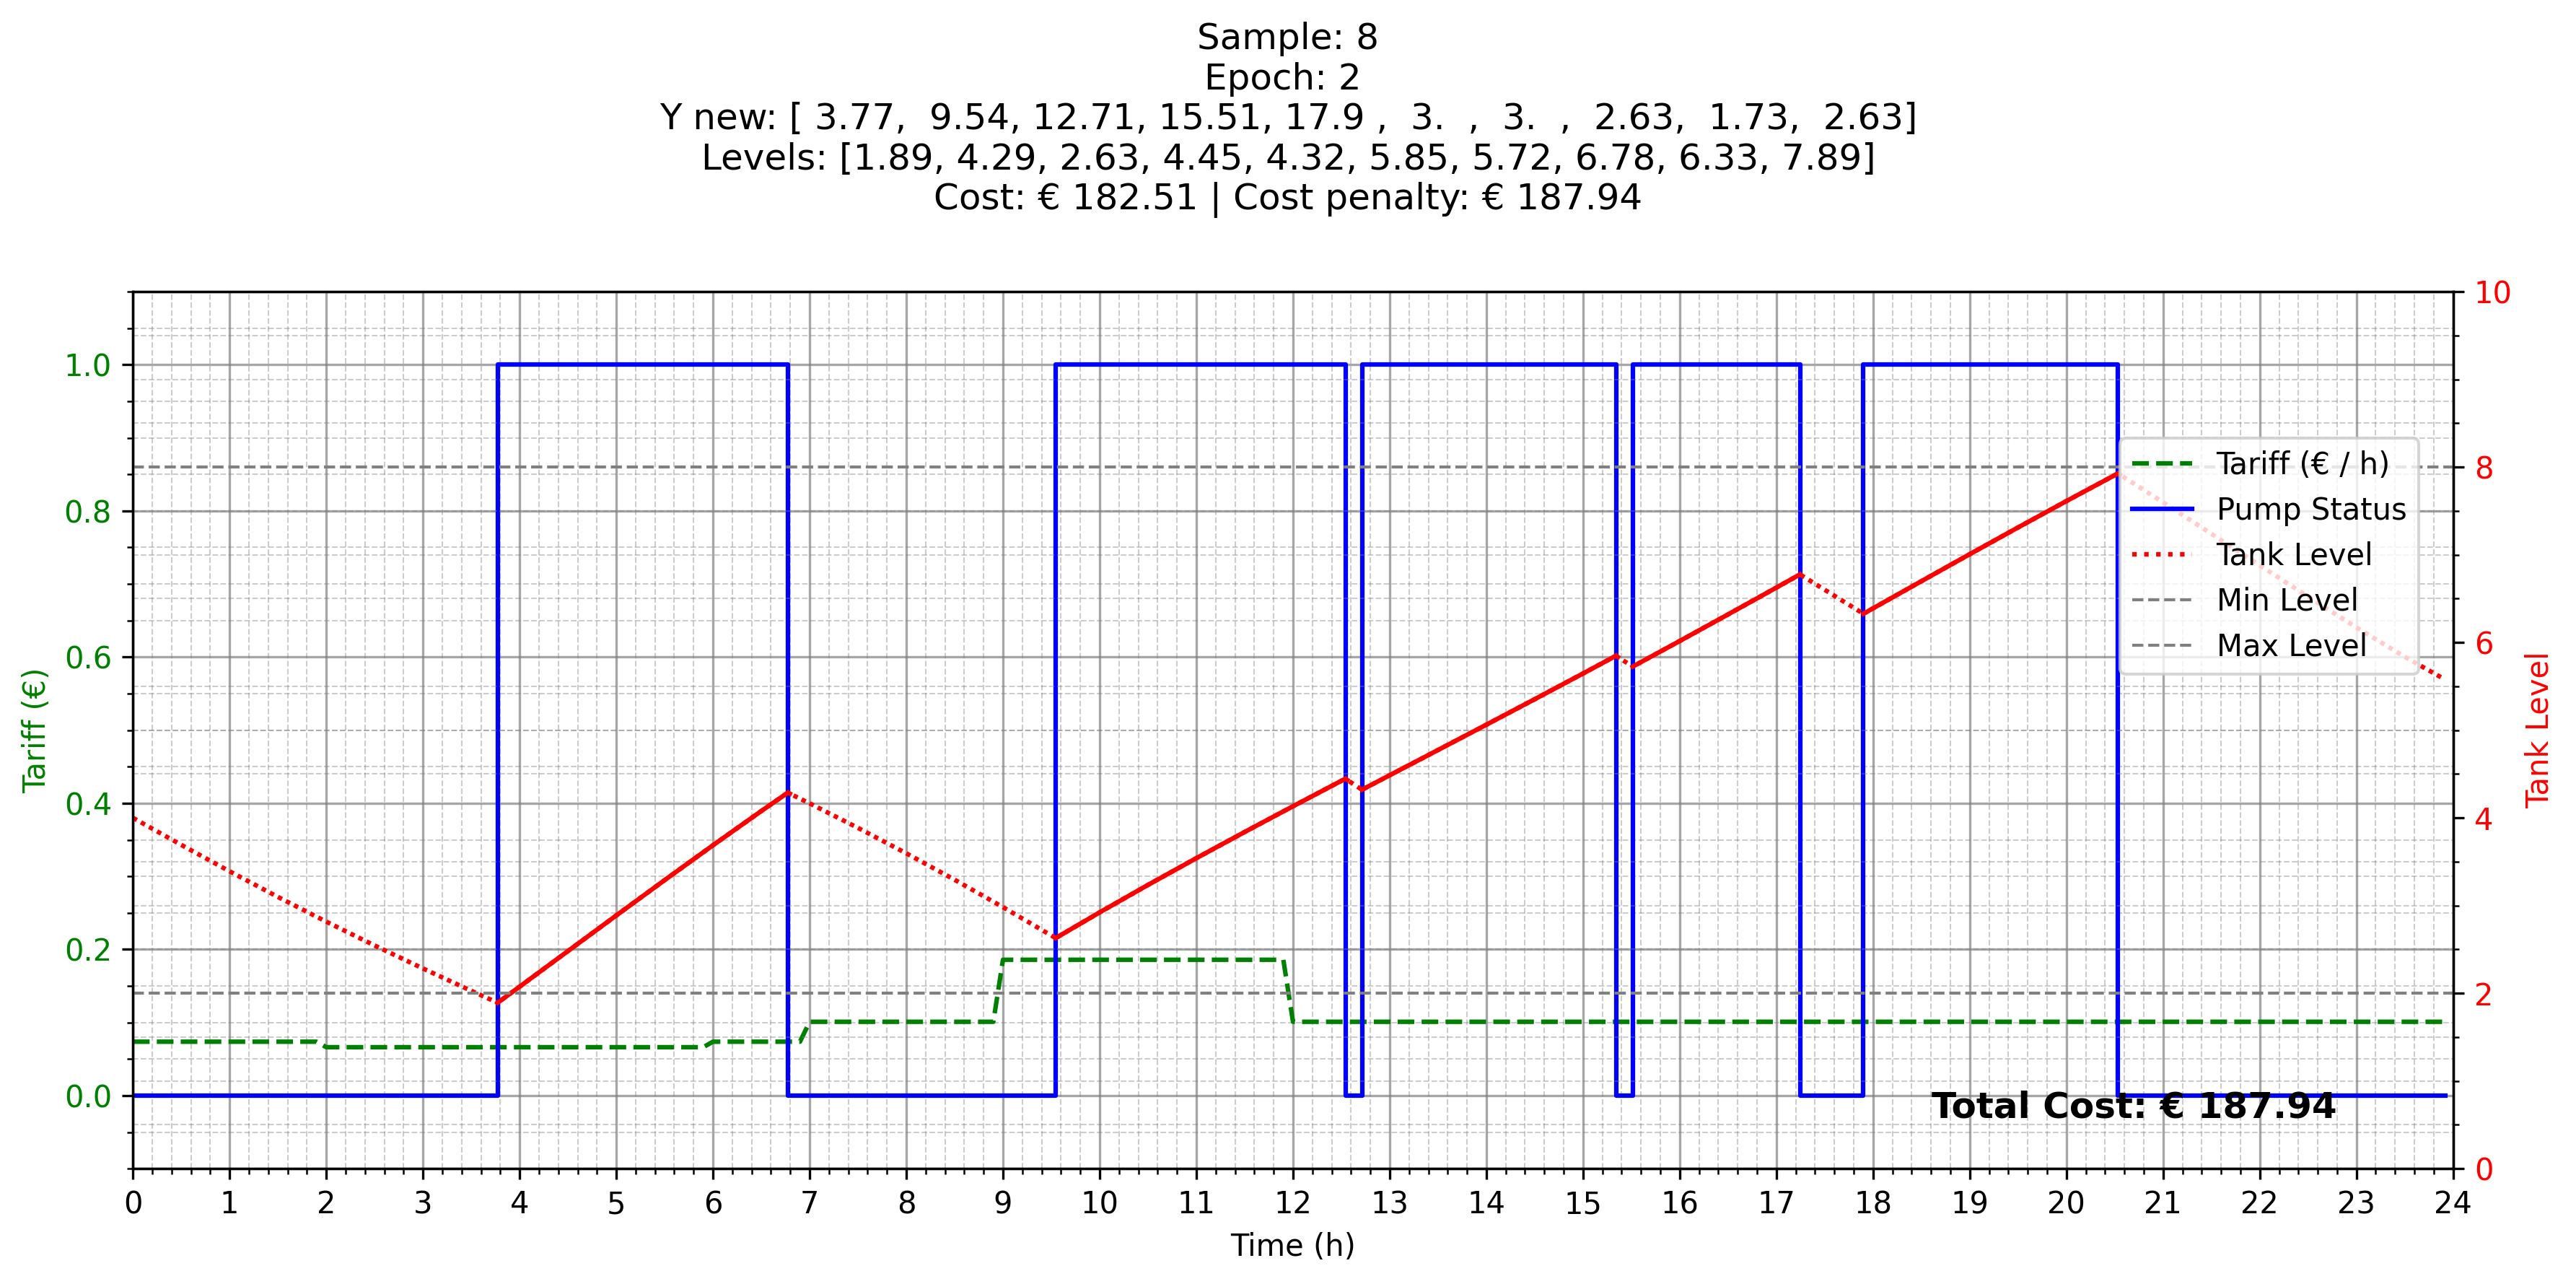 Sample: 8
Epoch: 2
Y new: [ 3.77,  9.54, 12.71, 15.51, 17.9 ,  3.  ,  3.  ,  2.63,  1.73,  2.63]
Levels: [1.89, 4.29, 2.63, 4.45, 4.32, 5.85, 5.72, 6.78, 6.33, 7.89]
Cost: € 182.51 | Cost penalty: € 187.94
1.0
0.8
0.6
0.4
0.2
0.0
Tariff (€)
10
8
6
4
2
0
Tank Level
Tariff (€ / h)
Pump Status
Tank Level
Min Level
Max Level
Total Cost: € 187.94
0 1 2 3 4 5 6 7 8 9 10 11 12 13 14 15 16 17 18 19 20 21 22 23 24
Time (h)